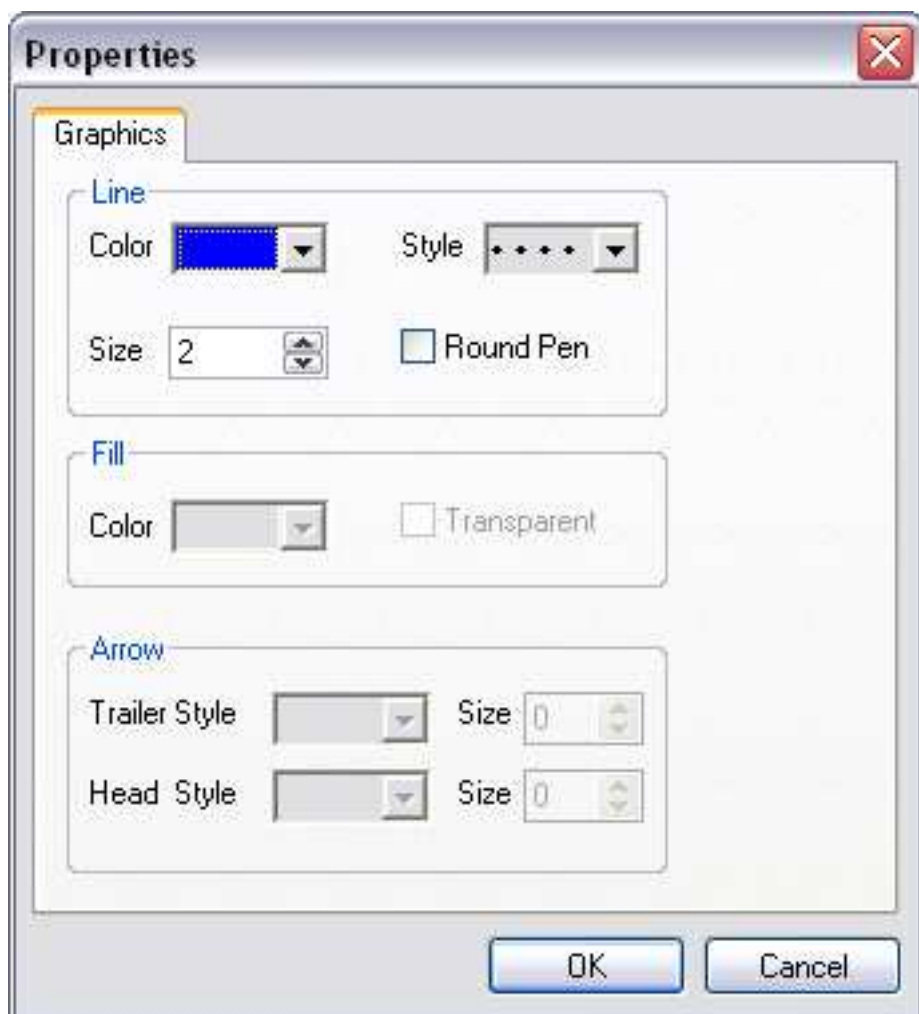 Properties
Graphics
Line
Color Style
Size 2 Round Pen
Fill
Color Transparent
Arrow
Trailer Style Size 0
Head Style Size 0
OK Cancel